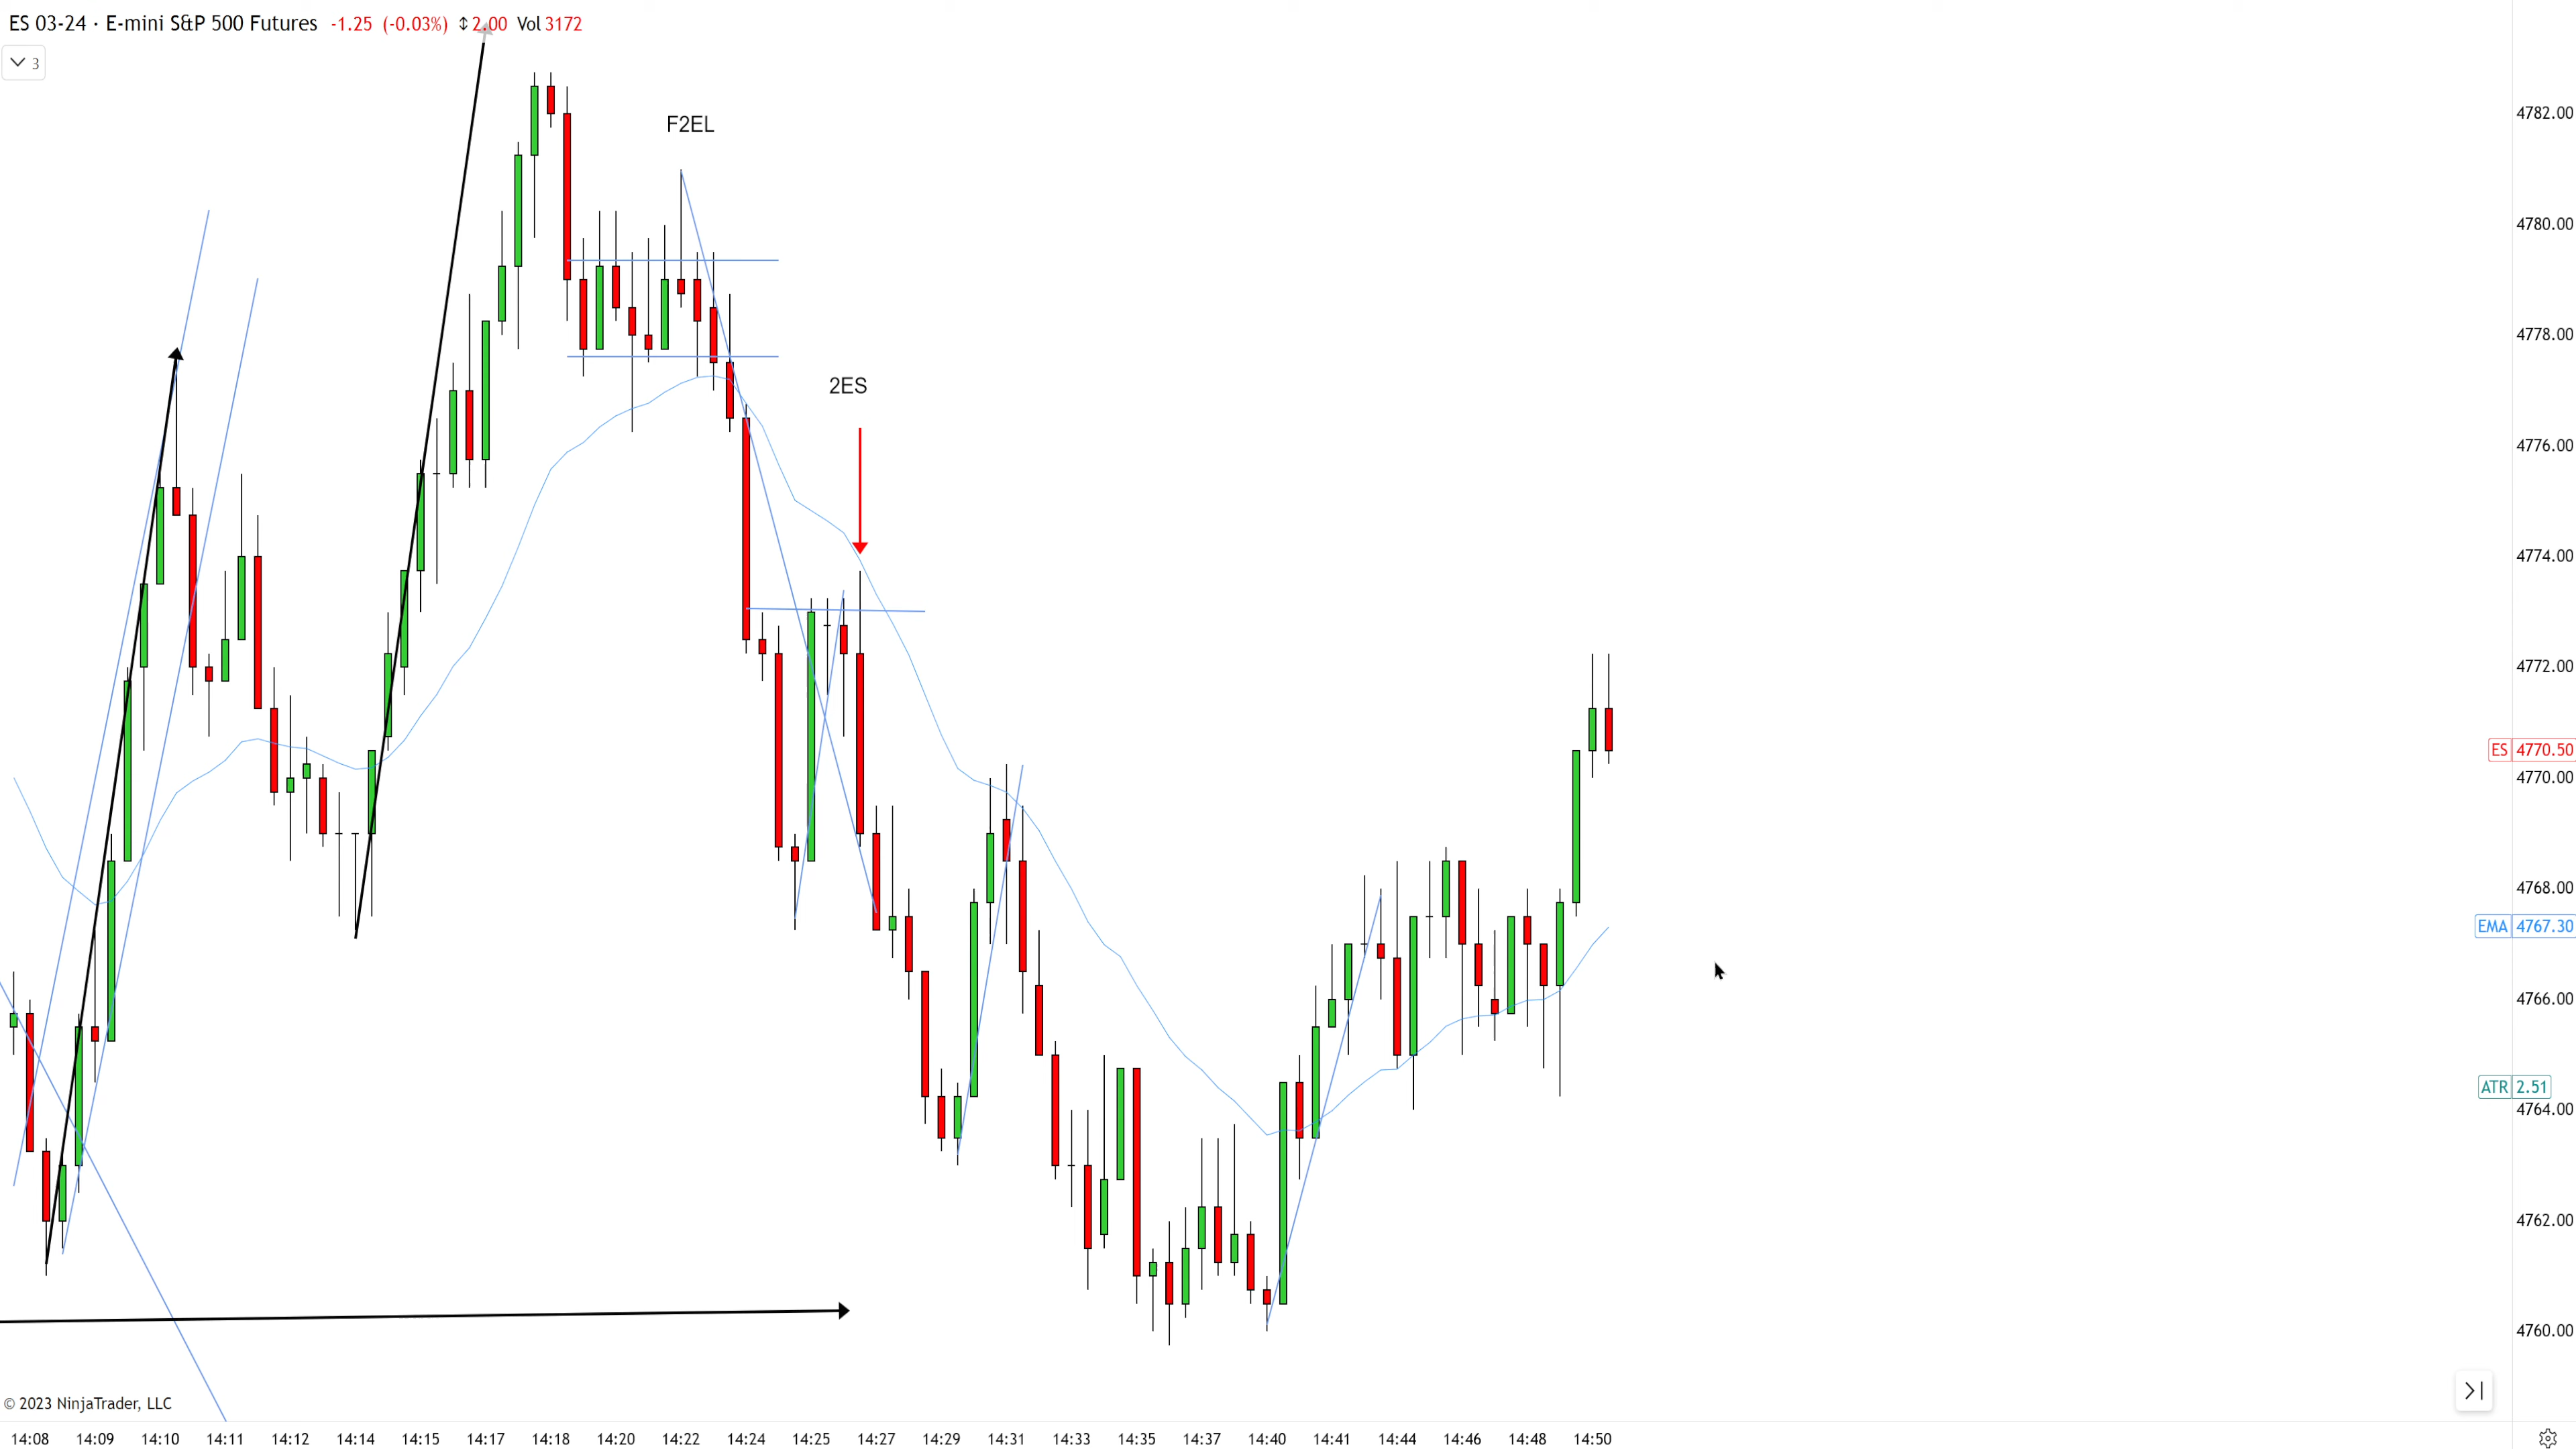 ES 03-24 · E-mini S&P 500 Futures -1.25 (-0.03%) ↕2.00 Vol 3172
3
4782.00
F2EL
4780.00
4778.00
2ES
4776.00
4774.00
4772.00
ES 4770.50
4770.00
4768.00
EMA 4767.30
4766.00
ATR 2.51
4764.00
4762.00
4760.00
© 2023 NinjaTrader, LLC
14:08 14:09 14:10 14:11 14:12 14:14 14:15 14:17 14:18 14:20 14:22 14:24 14:25 14:27 14:29 14:31 14:33 14:35 14:37 14:40 14:41 14:44 14:46 14:48 14:50